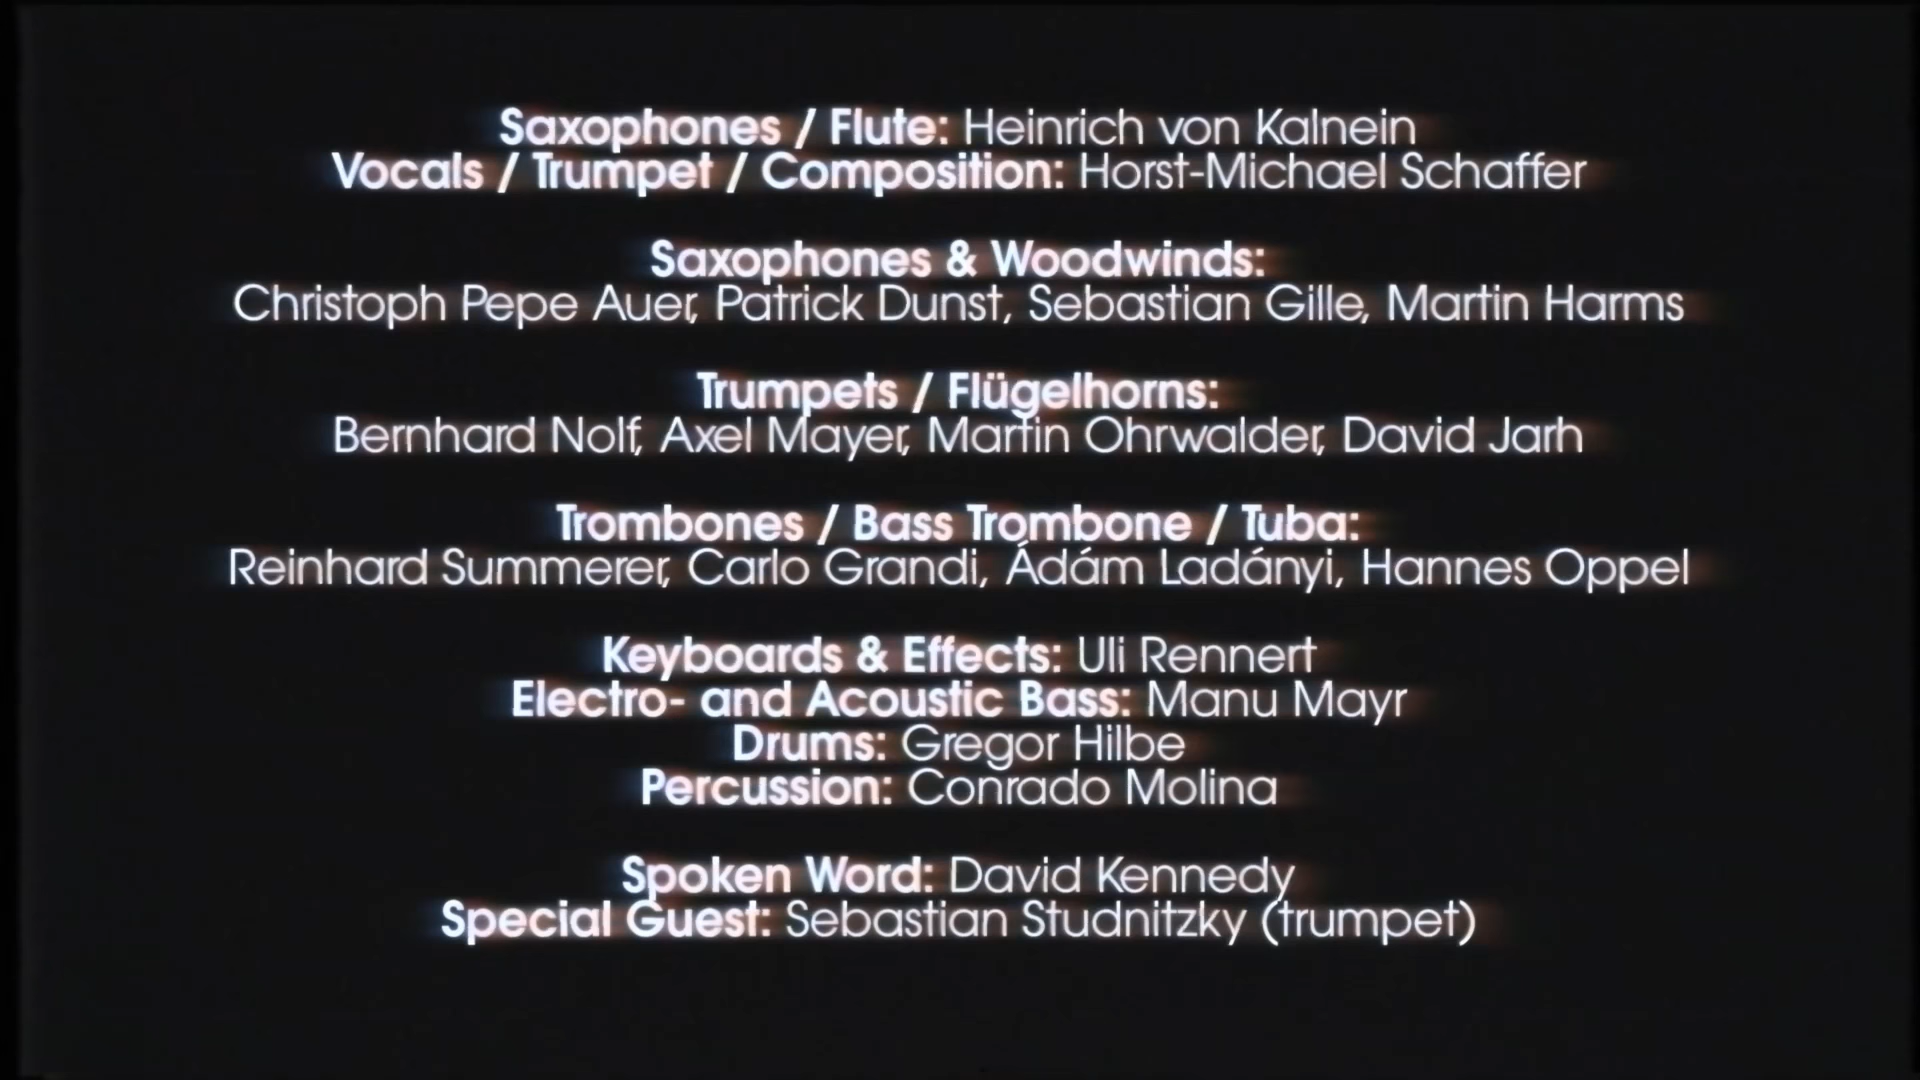 Saxophones / Flute: Heinrich von Kalnein
Vocals / Trumpet / Composition: Horst-Michael Schaffer
Saxophones & Woodwinds:
Christoph Pepe Auer, Patrick Dunst, Sebastian Gille, Martin Harms
Trumpets / Flügelhorns:
Bernhard Nolf, Axel Mayer, Martin Ohrwalder, David Jarh
Trombones / Bass Trombone / Tuba:
Reinhard Summerer, Carlo Grandi, Ádám Ladányi, Hannes Oppel
Keyboards & Effects: Uli Rennert
Electro- and Acoustic Bass: Manu Mayr
Drums: Gregor Hilbe
Percussion: Conrado Molina
Spoken Word: David Kennedy
Special Guest: Sebastian Studnitzky (trumpet)